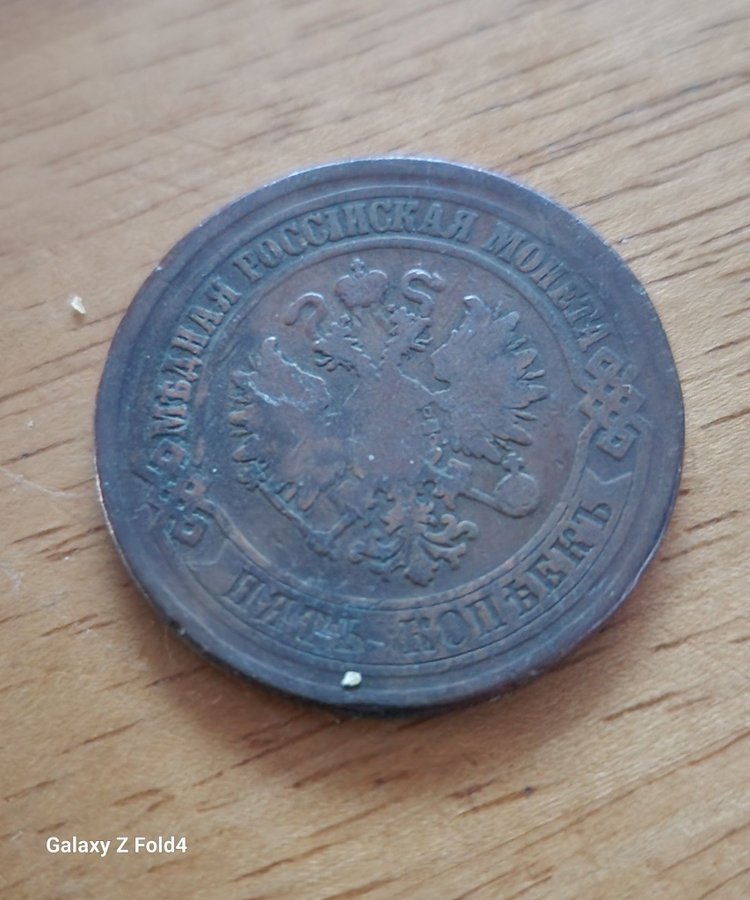 МѢДНАЯ РОССІЙСКАЯ МОНЕТА
ПЯТЬ КОПѢЕКЪ
Galaxy Z Fold4